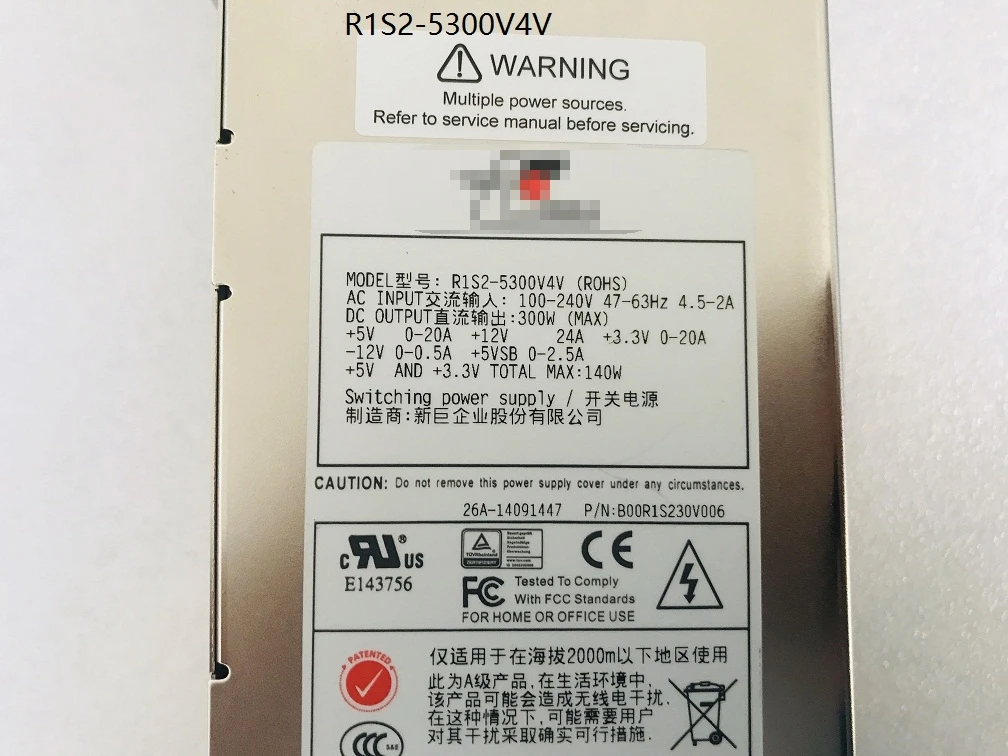 R1S2-5300V4V
WARNING
Multiple power sources.
Refer to service manual before servicing.
MODEL型号: R1S2-5300V4V (ROHS)
AC INPUT交流输入: 100-240V 47-63Hz 4.5-2A
DC OUTPUT直流输出:300W (MAX)
+5V 0-20A +12V 24A +3.3V 0-20A
-12V 0-0.5A +5VSB 0-2.5A
+5V AND +3.3V TOTAL MAX:140W
Switching power supply / 开关电源
制造商:新巨企业股份有限公司
CAUTION: Do not remove this power supply cover under any circumstances.
26A-14091447 P/N:B00R1S230V006
c RU US
E143756
TÜVRheinland
CE
FC Tested To Comply
With FCC Standards
FOR HOME OR OFFICE USE
PATENTED
仅适用于在海拔2000m以下地区使用
此为A级产品,在生活环境中,
该产品可能会造成无线电干扰,
在这种情况下,可能需要用户
对其干扰采取确实可行措施.
CCC S&E